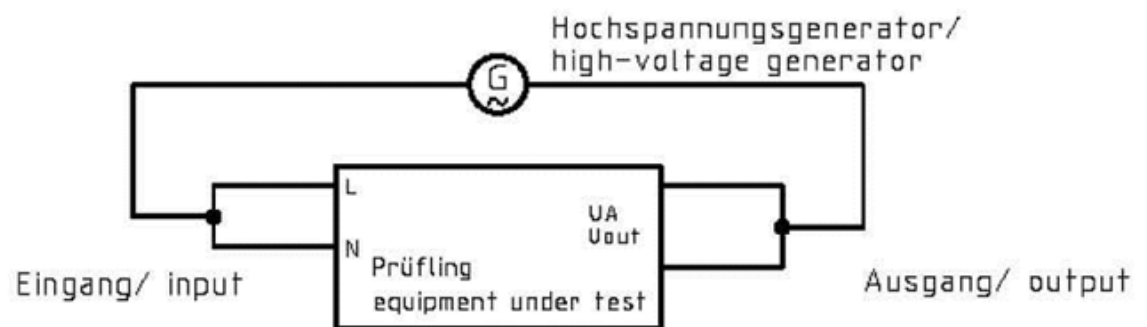 Hochspannungsgenerator/
high-voltage generator
G
~
L
N
UA
Uout
Prüfling
equipment under test
Eingang/ input
Ausgang/ output